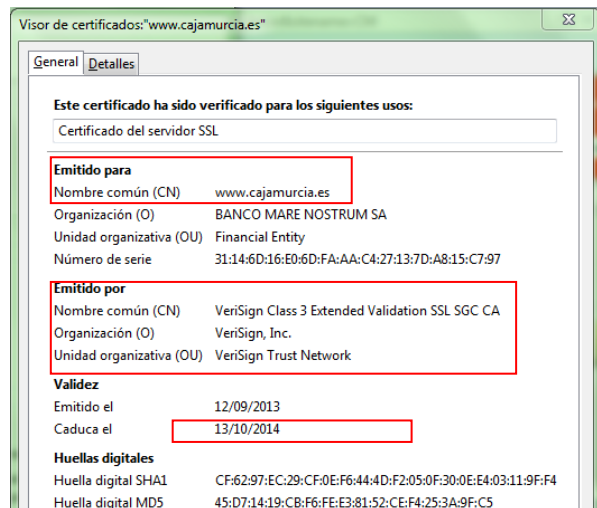 Visor de certificados:"www.cajamurcia.es"
General Detalles
Este certificado ha sido verificado para los siguientes usos:
Certificado del servidor SSL
Emitido para
Nombre común (CN) www.cajamurcia.es
Organización (O) BANCO MARE NOSTRUM SA
Unidad organizativa (OU) Financial Entity
Número de serie 31:14:6D:16:E0:6D:FA:AA:C4:27:13:7D:A8:15:C7:97
Emitido por
Nombre común (CN) VeriSign Class 3 Extended Validation SSL SGC CA
Organización (O) VeriSign, Inc.
Unidad organizativa (OU) VeriSign Trust Network
Validez
Emitido el 12/09/2013
Caduca el 13/10/2014
Huellas digitales
Huella digital SHA1 CF:62:97:EC:29:CF:0E:F6:44:4D:F2:05:0F:30:0E:E4:03:11:9F:F4
Huella digital MD5 45:D7:14:19:CB:F6:FE:E3:81:52:CE:F4:25:3A:9F:C5